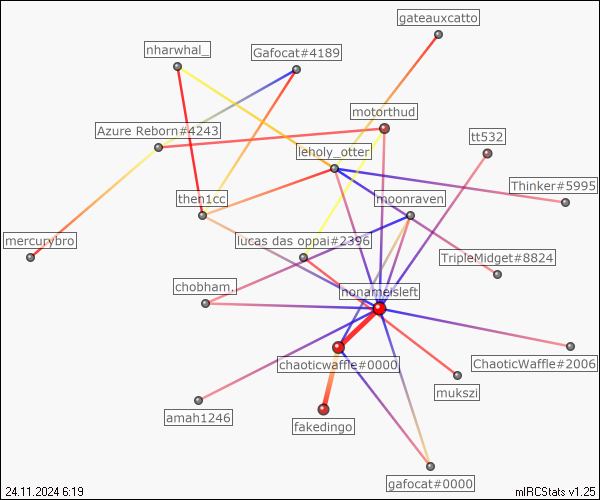 gateauxcatto
nharwhal_
Gafocat#4189
motorthud
Azure Reborn#4243
tt532
leholy_otter
Thinker#5995
then1cc
moonraven
mercurybro
lucas das oppai#2396
TripleMidget#8824
chobham.
nonameisleft
chaoticwaffle#0000
ChaoticWaffle#2006
mukszi
amah1246
fakedingo
gafocat#0000
24.11.2024 6:19
mIRCStats v1.25